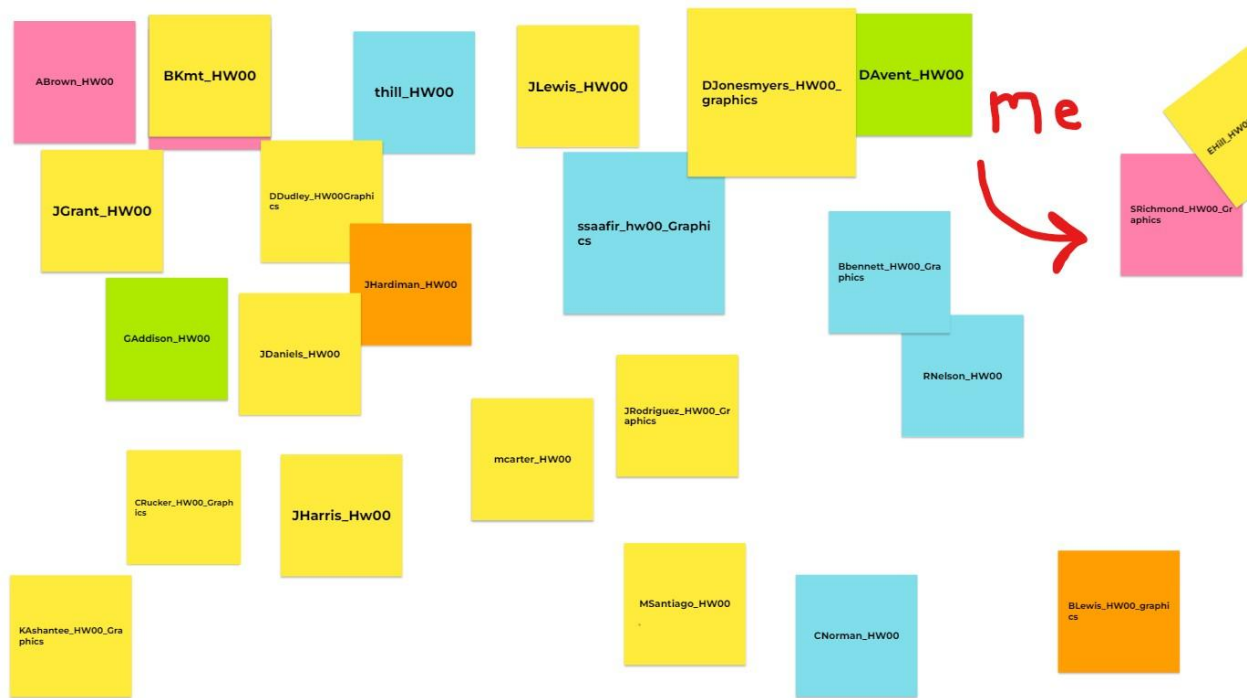 ABrown_HW00
BKmt_HW00
thill_HW00
JLewis_HW00
DJonesmyers_HW00_
graphics
DAvent_HW00
me
EHill_HW0
JGrant_HW00
DDudley_HW00Graphi
cs
ssaafir_hw00_Graphi
cs
SRichmond_HW00_Gr
aphics
Bbennett_HW00_Gra
phics
JHardiman_HW00
GAddison_HW00
JDaniels_HW00
RNelson_HW00
JRodriguez_HW00_Gr
aphics
mcarter_HW00
CRucker_HW00_Graph
ics
JHarris_Hw00
MSantiago_HW00
.
KAshantee_HW00_Gra
phics
CNorman_HW00
BLewis_HW00_graphi
cs